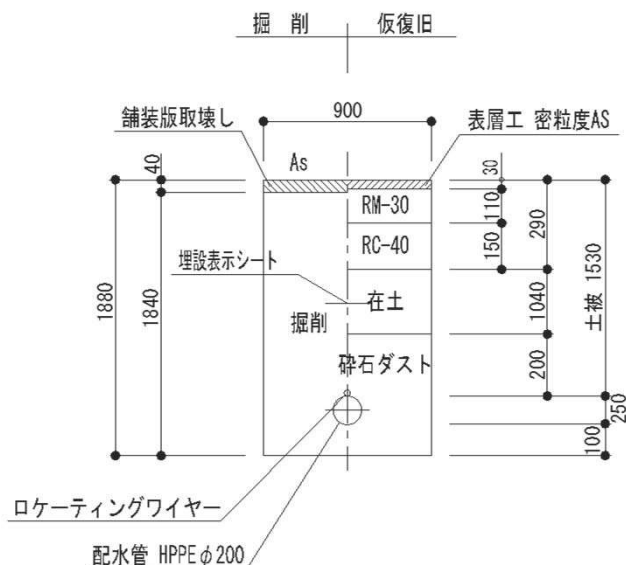 掘 削 仮復旧
900
舗装版取壊し
表層工 密粒度AS
As
40
30
RM-30
110
290
RC-40
150
埋設表示シート
1880
1840
在土
掘削
1040
土被 1530
砕石ダスト
200
250
100
ロケーティングワイヤー
配水管 HPPEφ200